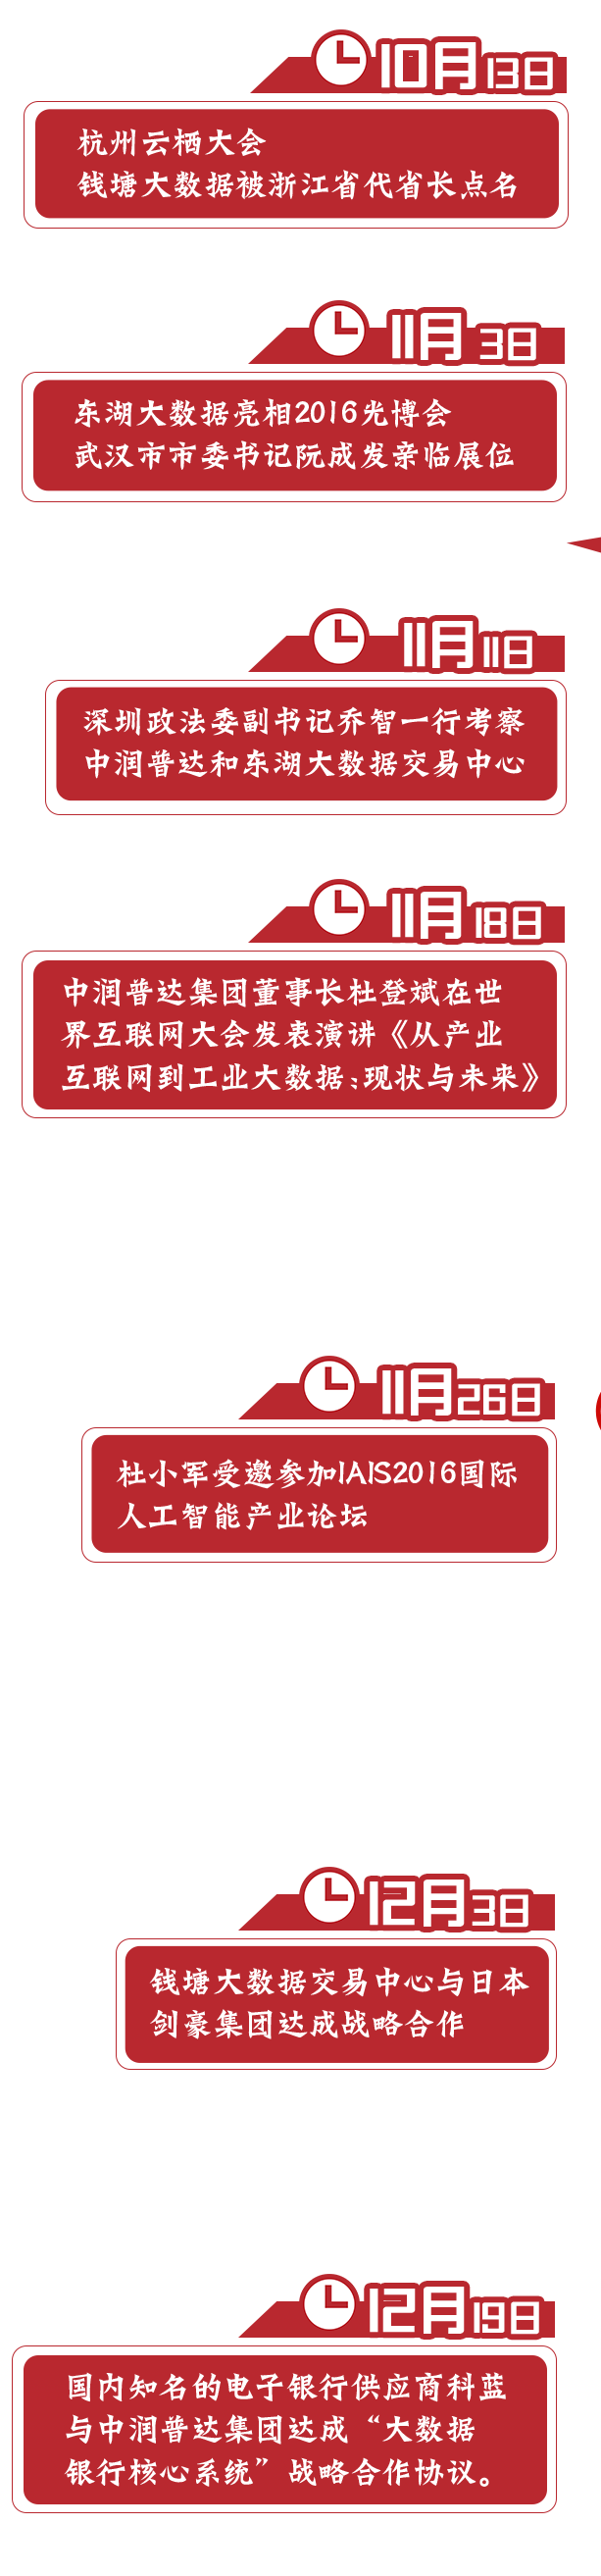 10月13日
杭州云栖大会
钱塘大数据被浙江省代省长点名
11月3日
东湖大数据亮相2016光博会
武汉市市委书记阮成发亲临展位
11月11日
深圳政法委副书记乔智一行考察
中润普达和东湖大数据交易中心
11月18日
中润普达集团董事长杜登斌在世
界互联网大会发表演讲《从产业
互联网到工业大数据：现状与未来》
11月26日
杜小军受邀参加IAIS2016国际
人工智能产业论坛
12月3日
钱塘大数据交易中心与日本
剑豪集团达成战略合作
12月19日
国内知名的电子银行供应商科蓝
与中润普达集团达成“大数据
银行核心系统”战略合作协议。